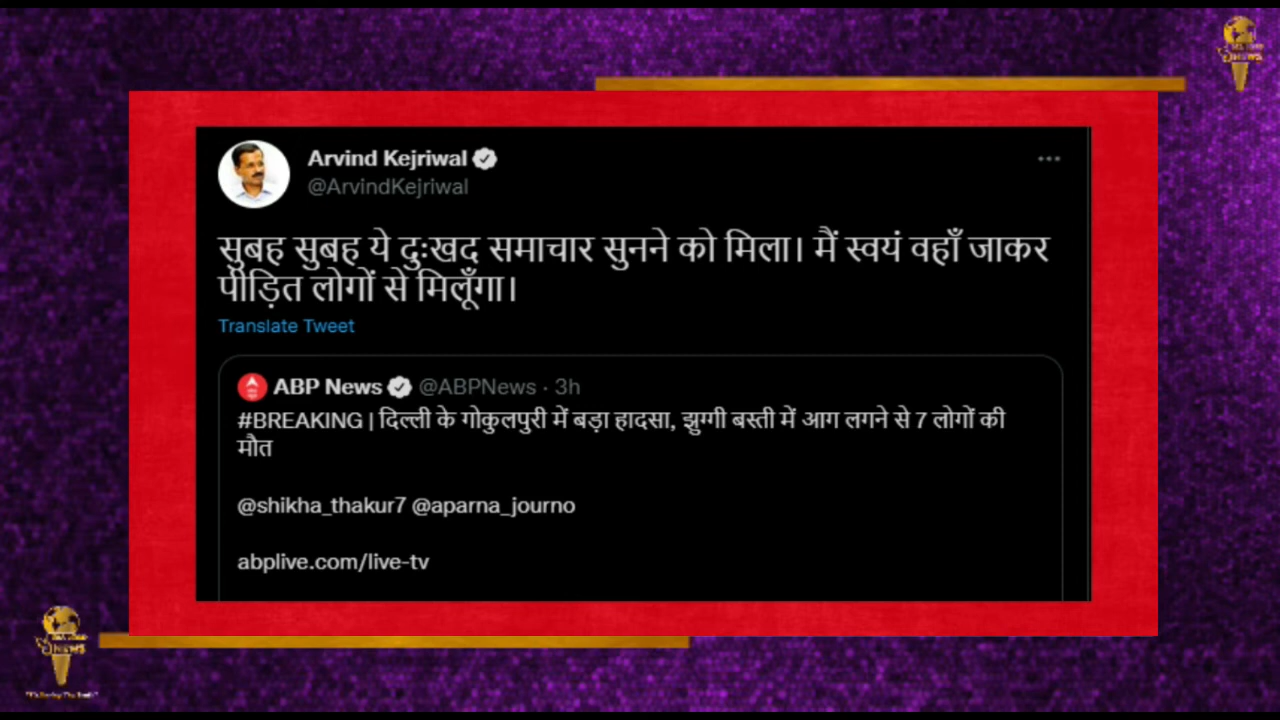 Arvind Kejriwal
@ArvindKejriwal
सुबह सुबह ये दुःखद समाचार सुनने को मिला। मैं स्वयं वहाँ जाकर
पीड़ित लोगों से मिलूँगा।
Translate Tweet
ABP News @ABPNews · 3h
#BREAKING | दिल्ली के गोकुलपुरी में बड़ा हादसा, झुग्गी बस्ती में आग लगने से 7 लोगों की
मौत
@shikha_thakur7 @aparna_journo
abplive.com/live-tv